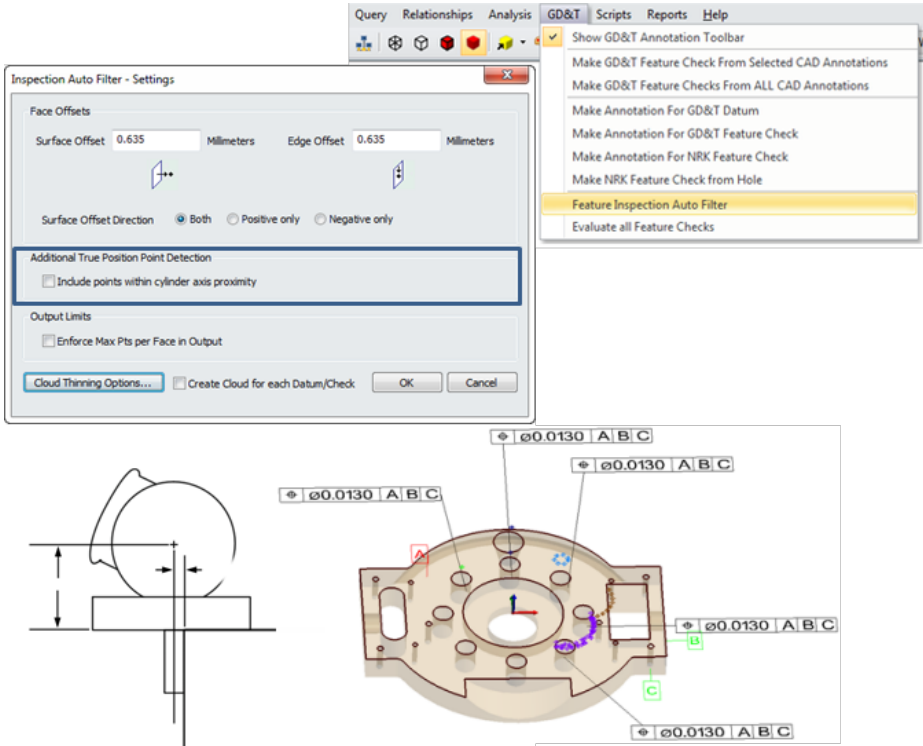 Query Relationships Analysis GD&T Scripts Reports Help
Show GD&T Annotation Toolbar
Make GD&T Feature Check From Selected CAD Annotations
Make GD&T Feature Checks From ALL CAD Annotations
Make Annotation For GD&T Datum
Make Annotation For GD&T Feature Check
Make Annotation For NRK Feature Check
Make NRK Feature Check from Hole
Feature Inspection Auto Filter
Evaluate all Feature Checks
Inspection Auto Filter - Settings
Face Offsets
Surface Offset 0.635 Millimeters Edge Offset 0.635 Millimeters
Surface Offset Direction Both Positive only Negative only
Additional True Position Point Detection
Include points within cylinder axis proximity
Output Limits
Enforce Max Pts per Face in Output
Cloud Thinning Options... Create Cloud for each Datum/Check OK Cancel
⌖ ⌀0.0130 A B C
⌖ ⌀0.0130 A B C
⌖ ⌀0.0130 A B C
A
⌖ ⌀0.0130 A B C
B
C
⌖ ⌀0.0130 A B C